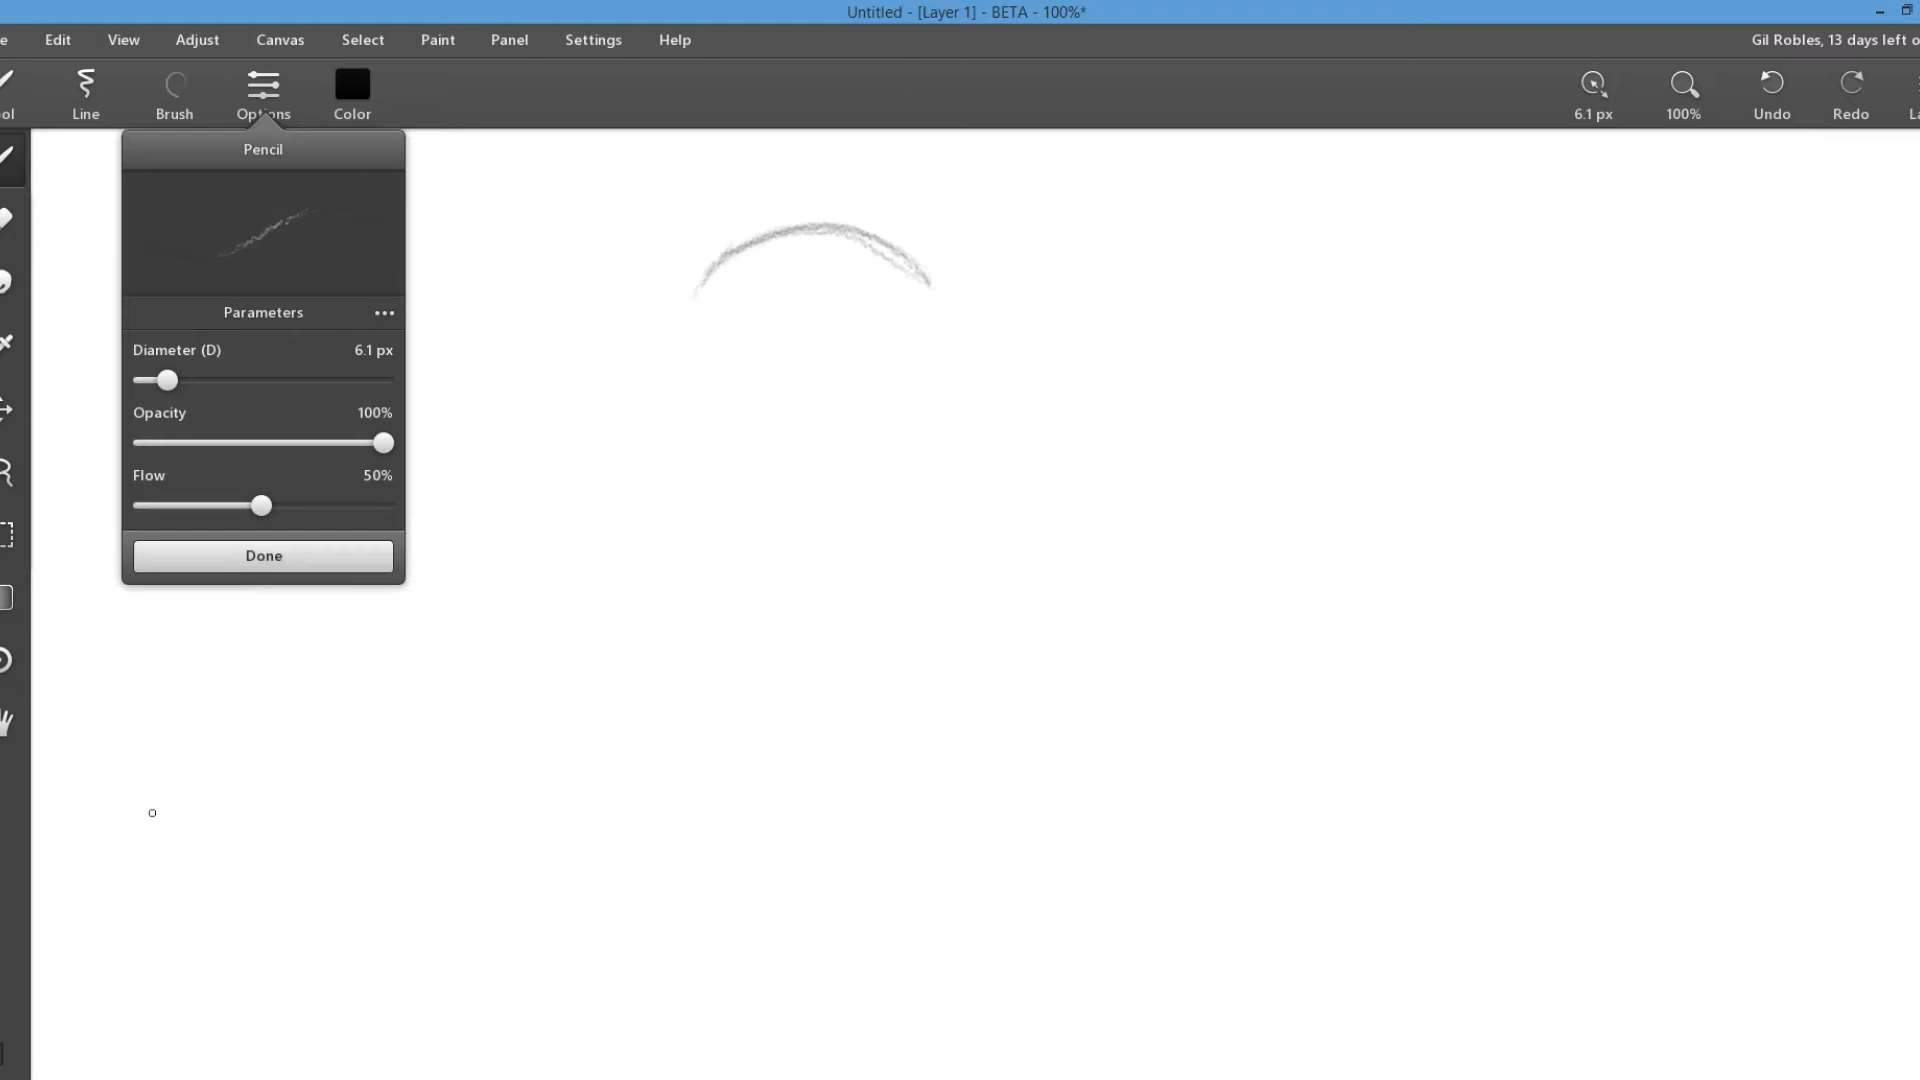 Untitled - [Layer 1] - BETA - 100%*
Edit View Adjust Canvas Select Paint Panel Settings Help
Gil Robles, 13 days left
Line Brush Options Color
6.1 px 100% Undo Redo
Pencil
Parameters
Diameter (D) 6.1 px
Opacity 100%
Flow 50%
Done